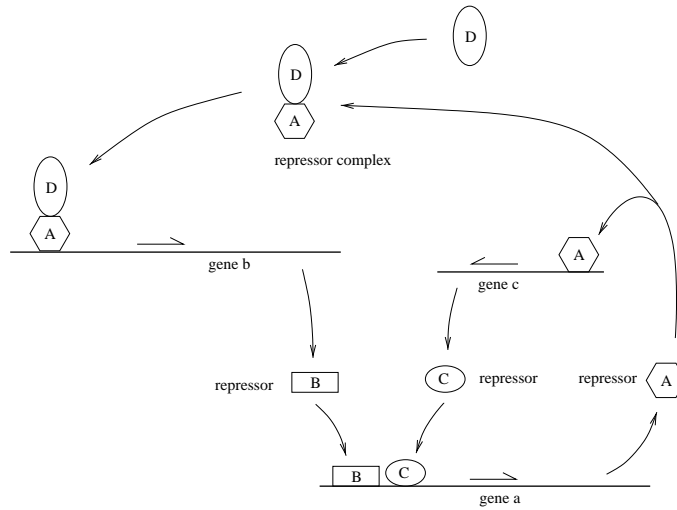 D
D
A
repressor complex
D
A
A
gene b
gene c
repressor
B
C
repressor
repressor
A
B
C
gene a